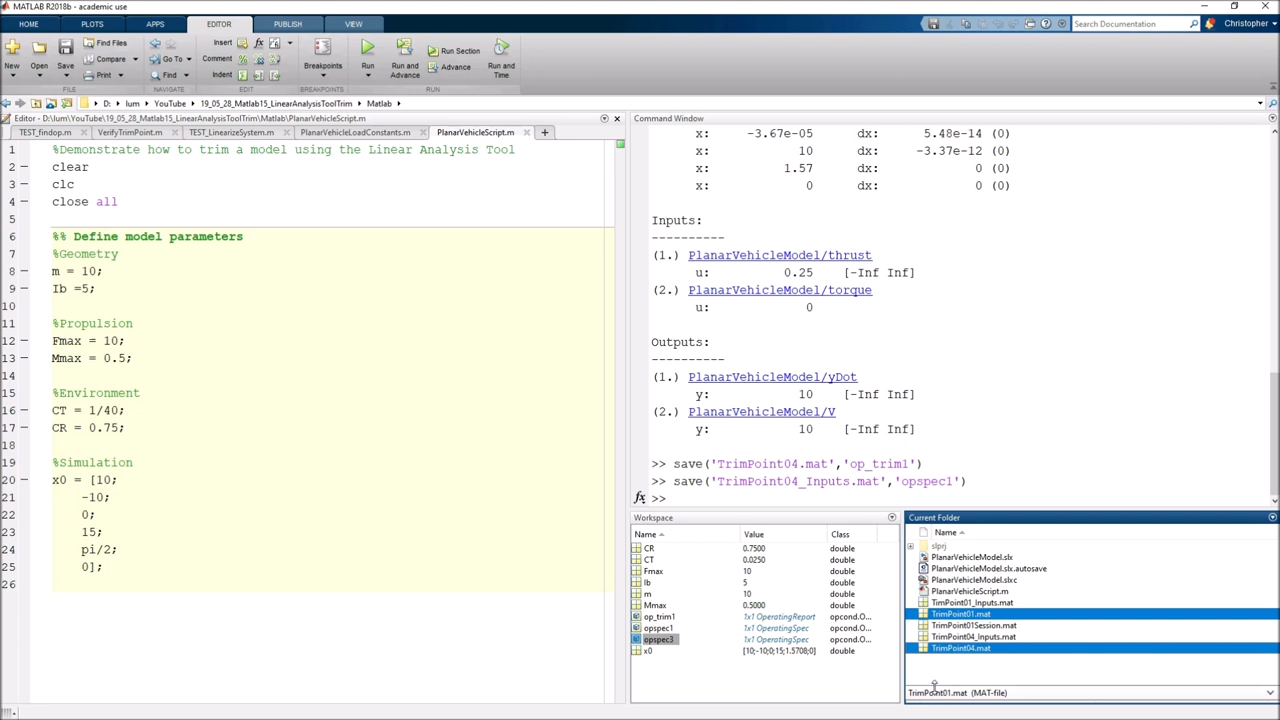 MATLAB R2018b - academic use
HOME PLOTS APPS EDITOR PUBLISH VIEW
Search Documentation
Christopher
New Open Save
Find Files
Compare
Print
Go To
Find
Insert
Comment
Indent
Breakpoints
Run
Run and Advance
Run Section
Advance
Run and Time
FILE NAVIGATE EDIT BREAKPOINTS RUN
D: ▸ lum ▸ YouTube ▸ 19_05_28_Matlab15_LinearAnalysisToolTrim ▸ Matlab ▸
Editor - D:\lum\YouTube\19_05_28_Matlab15_LinearAnalysisToolTrim\Matlab\PlanarVehicleScript.m
TEST_findop.m VerifyTrimPoint.m TEST_LinearizeSystem.m PlanarVehicleLoadConstants.m PlanarVehicleScript.m
1 %Demonstrate how to trim a model using the Linear Analysis Tool
2 clear
3 clc
4 close all
5
6 %% Define model parameters
7 %Geometry
8 m = 10;
9 Ib =5;
10
11 %Propulsion
12 Fmax = 10;
13 Mmax = 0.5;
14
15 %Environment
16 CT = 1/40;
17 CR = 0.75;
18
19 %Simulation
20 x0 = [10;
21 -10;
22 0;
23 15;
24 pi/2;
25 0];
26
Command Window
x: -3.67e-05 dx: 5.48e-14 (0)
x: 10 dx: -3.37e-12 (0)
x: 1.57 dx: 0 (0)
x: 0 dx: 0 (0)
Inputs:
----------
(1.) PlanarVehicleModel/thrust
u: 0.25 [-Inf Inf]
(2.) PlanarVehicleModel/torque
u: 0
Outputs:
----------
(1.) PlanarVehicleModel/yDot
y: 10 [-Inf Inf]
(2.) PlanarVehicleModel/V
y: 10 [-Inf Inf]
>> save('TrimPoint04.mat','op_trim1')
>> save('TrimPoint04_Inputs.mat','opspec1')
fx >>
Workspace
Name Value Class
CR 0.7500 double
CT 0.0250 double
Fmax 10 double
Ib 5 double
m 10 double
Mmax 0.5000 double
op_trim1 1x1 OperatingReport opcond.O...
opspec1 1x1 OperatingSpec opcond.O...
opspec3 1x1 OperatingSpec opcond.O...
x0 [10;-10;0;15;1.5708;0] double
Current Folder
Name
slprj
PlanarVehicleModel.slx
PlanarVehicleModel.slx.autosave
PlanarVehicleModel.slxc
PlanarVehicleScript.m
TimPoint01_Inputs.mat
TrimPoint01.mat
TrimPoint01Session.mat
TrimPoint04_Inputs.mat
TrimPoint04.mat
TrimPoint01.mat (MAT-file)